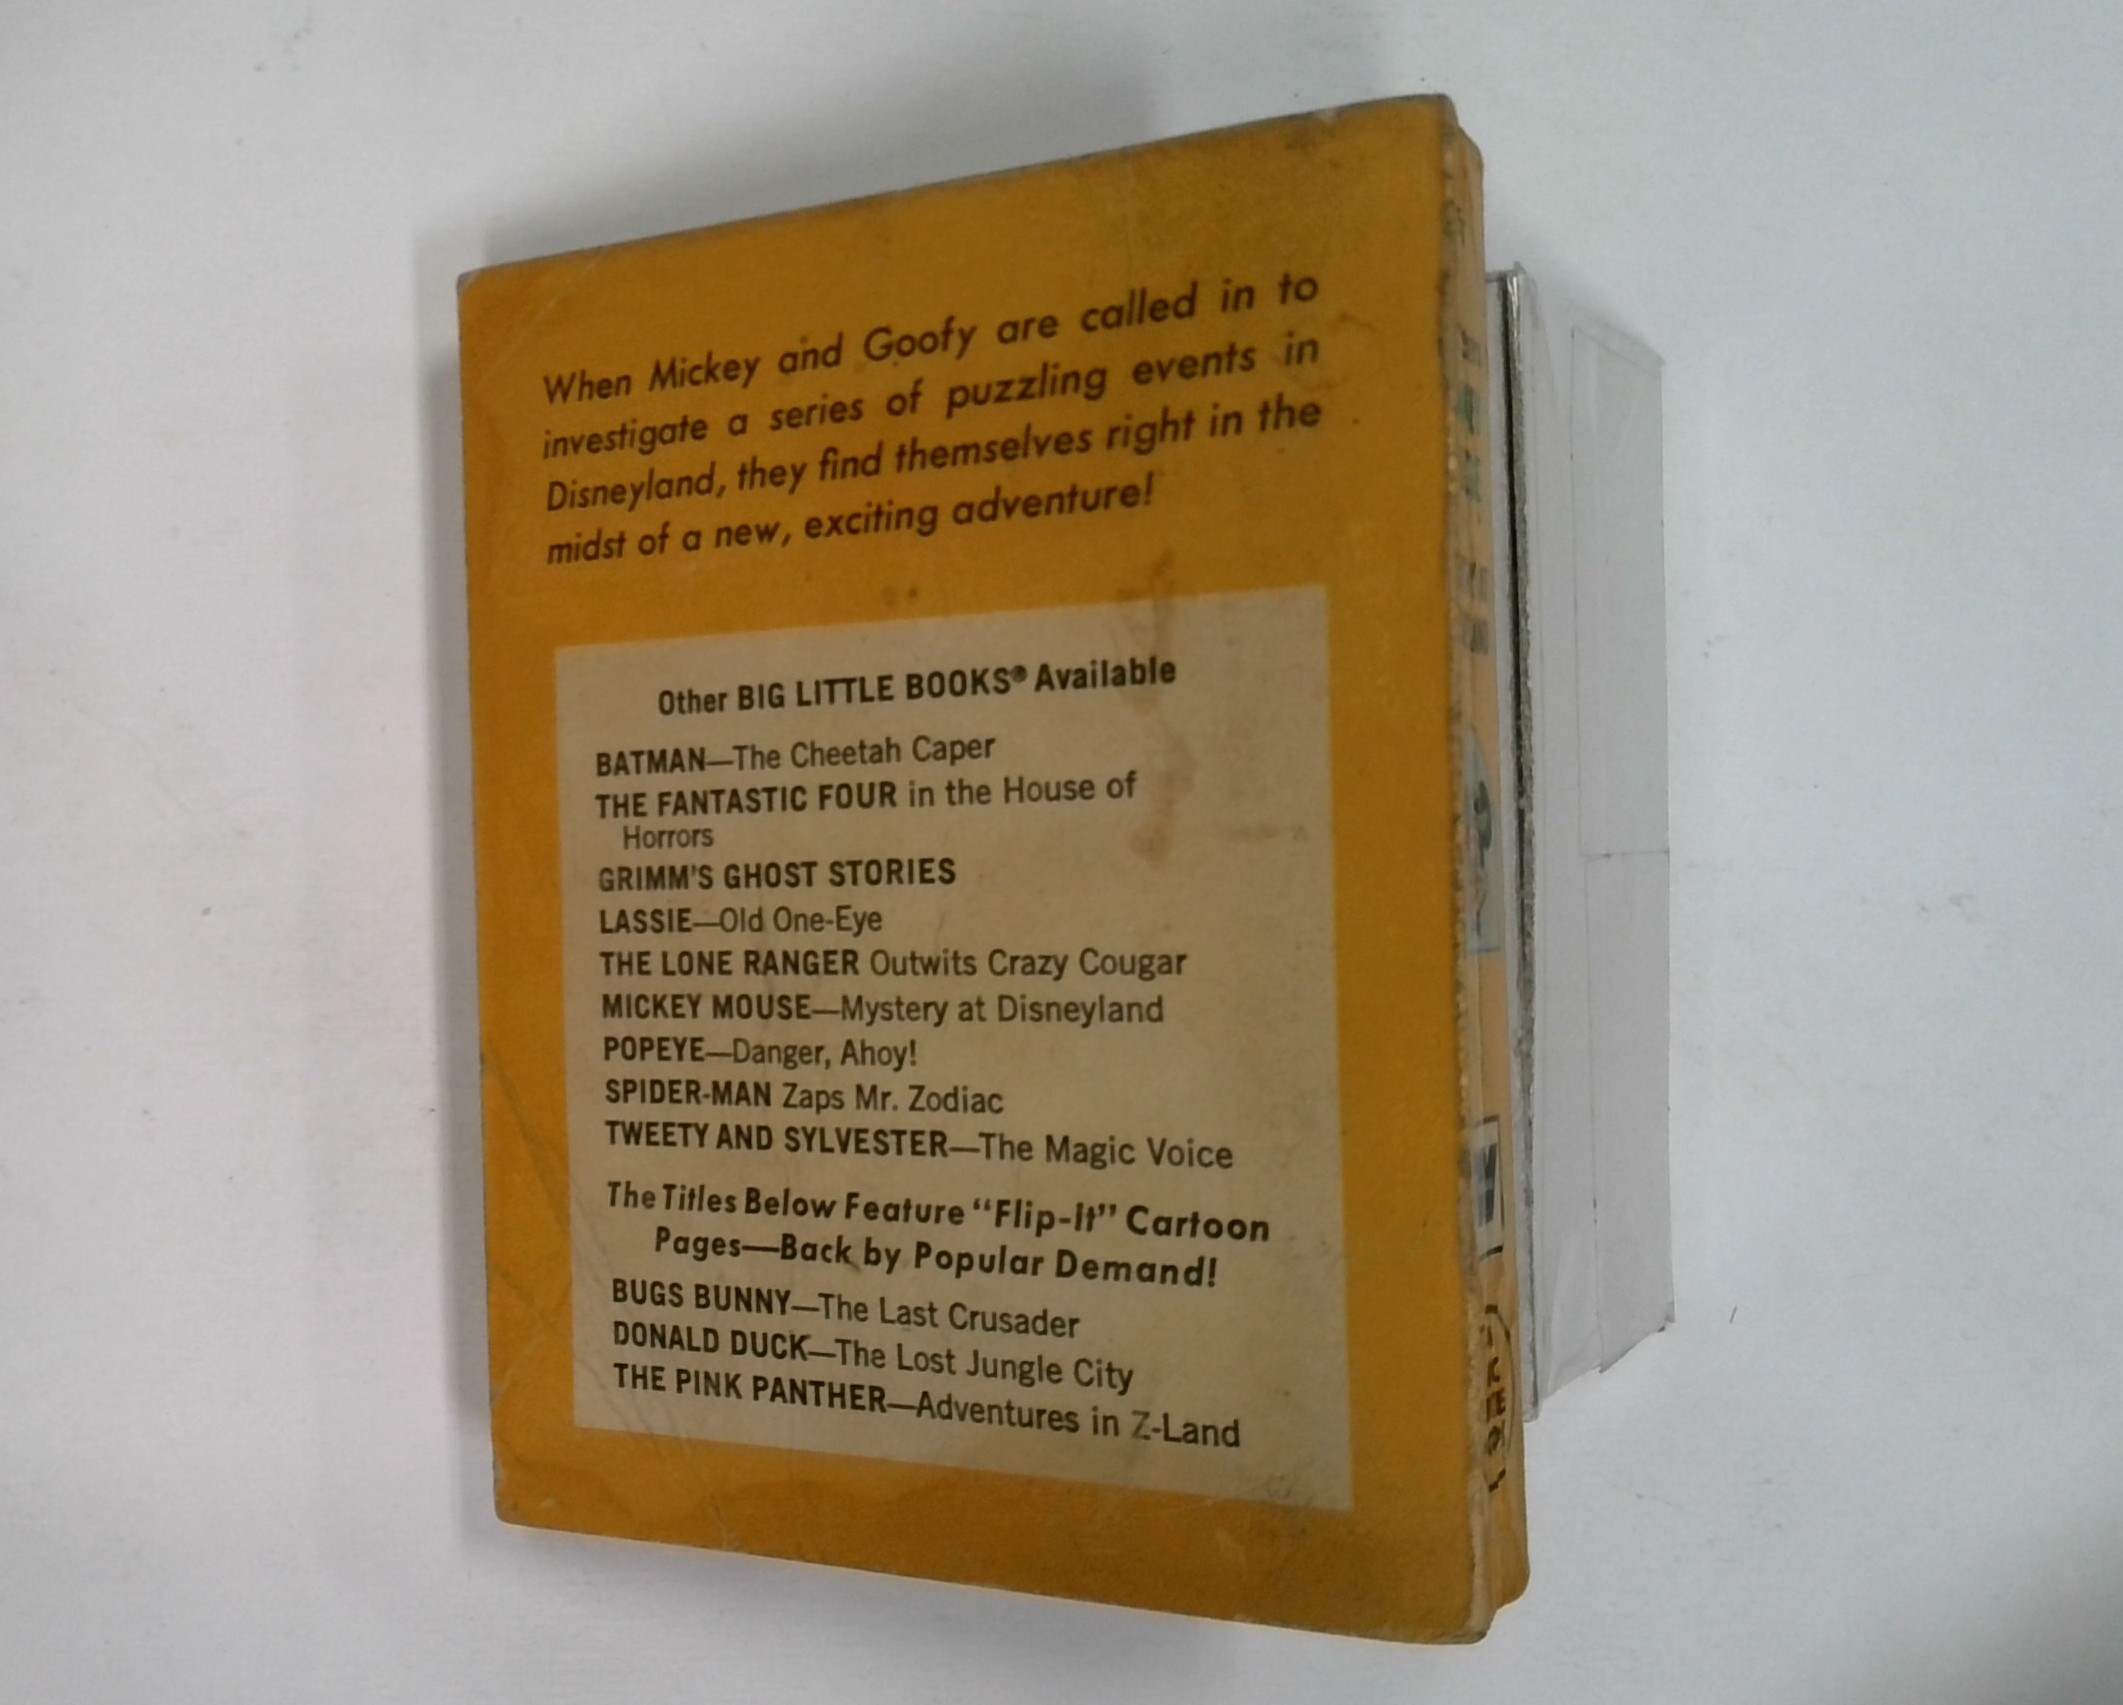 When Mickey and Goofy are called in to
investigate a series of puzzling events in
Disneyland, they find themselves right in the
midst of a new, exciting adventure!
Other BIG LITTLE BOOKS® Available
BATMAN—The Cheetah Caper
THE FANTASTIC FOUR in the House of
Horrors
GRIMM'S GHOST STORIES
LASSIE—Old One-Eye
THE LONE RANGER Outwits Crazy Cougar
MICKEY MOUSE—Mystery at Disneyland
POPEYE—Danger, Ahoy!
SPIDER-MAN Zaps Mr. Zodiac
TWEETY AND SYLVESTER—The Magic Voice
The Titles Below Feature “Flip-It” Cartoon
Pages—Back by Popular Demand!
BUGS BUNNY—The Last Crusader
DONALD DUCK—The Lost Jungle City
THE PINK PANTHER—Adventures in Z-Land